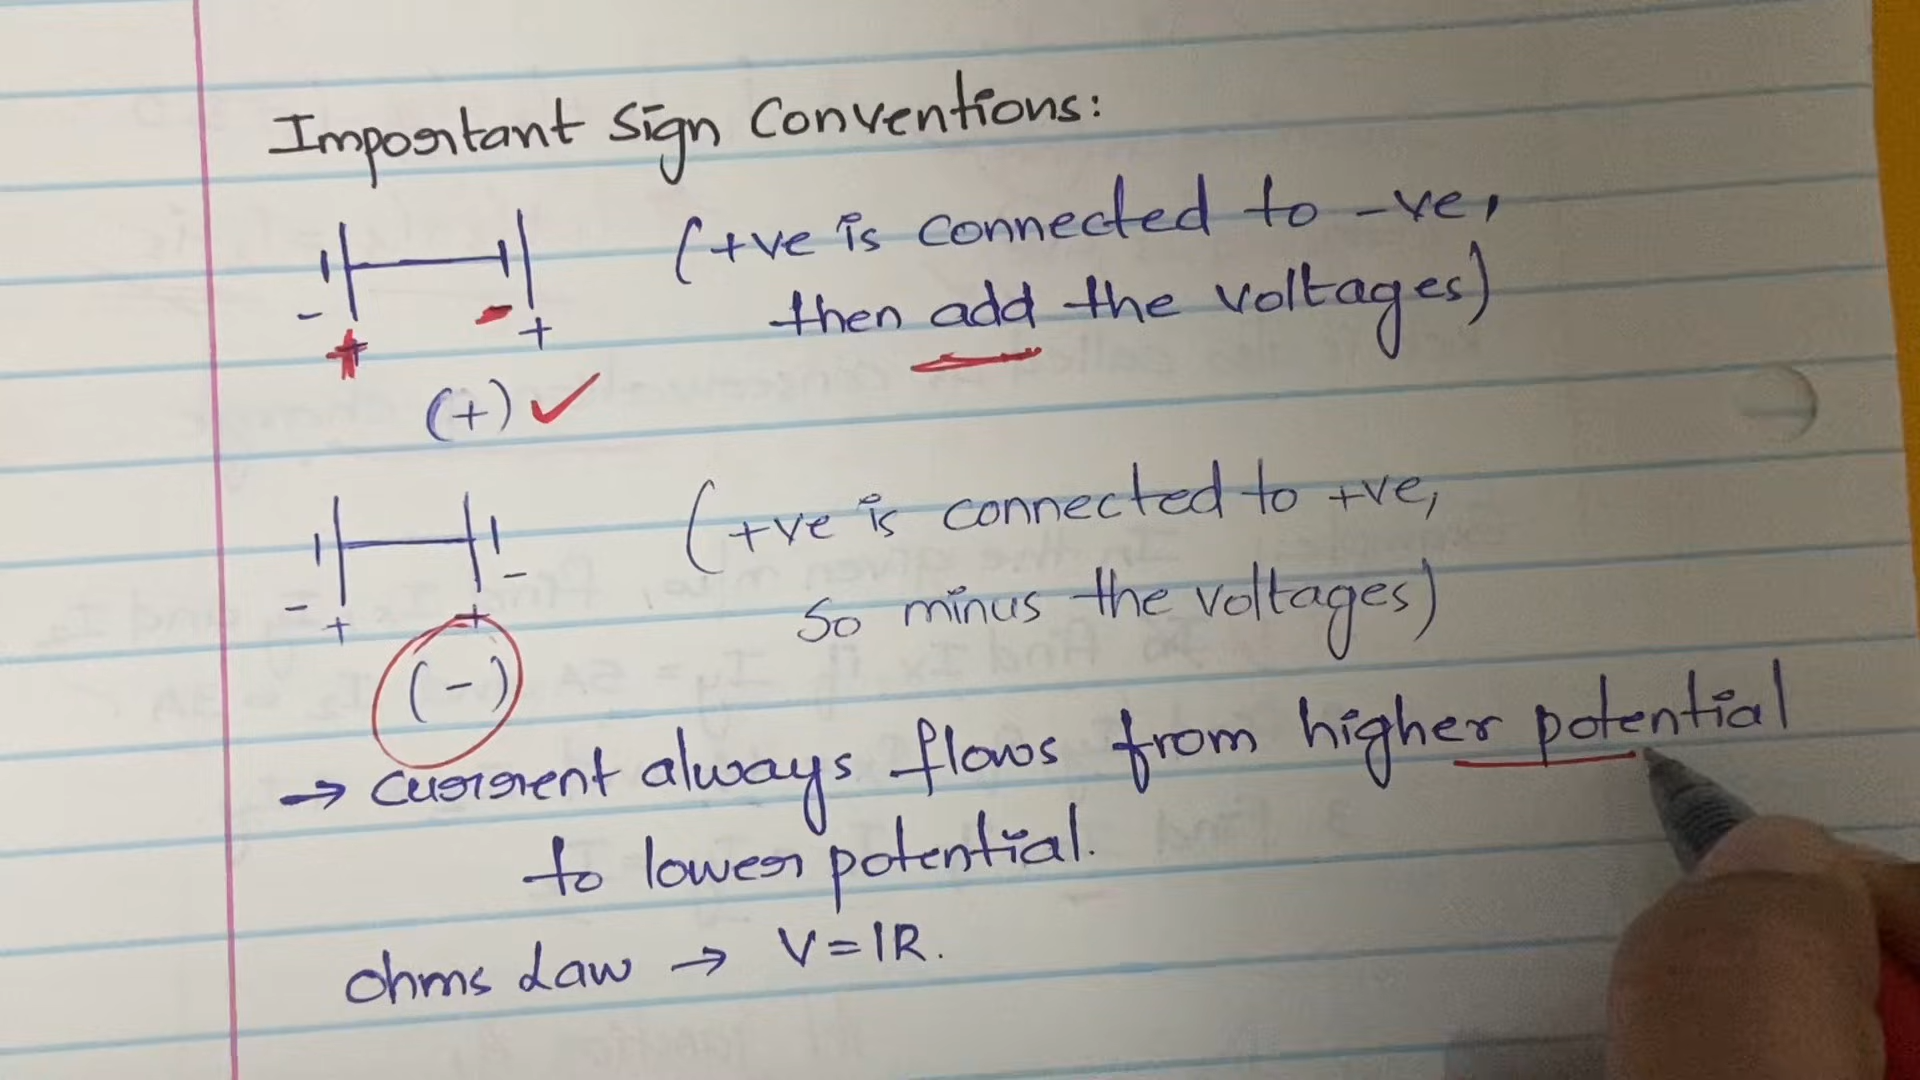 Important Sign Conventions:
(+ve is connected to -ve,
then add the voltages)
- + - +
(+) ✓
(+ve is connected to +ve,
so minus the voltages)
- + + -
(-)
→ current always flows from higher potential
to lower potential.
ohms Law → V=IR.